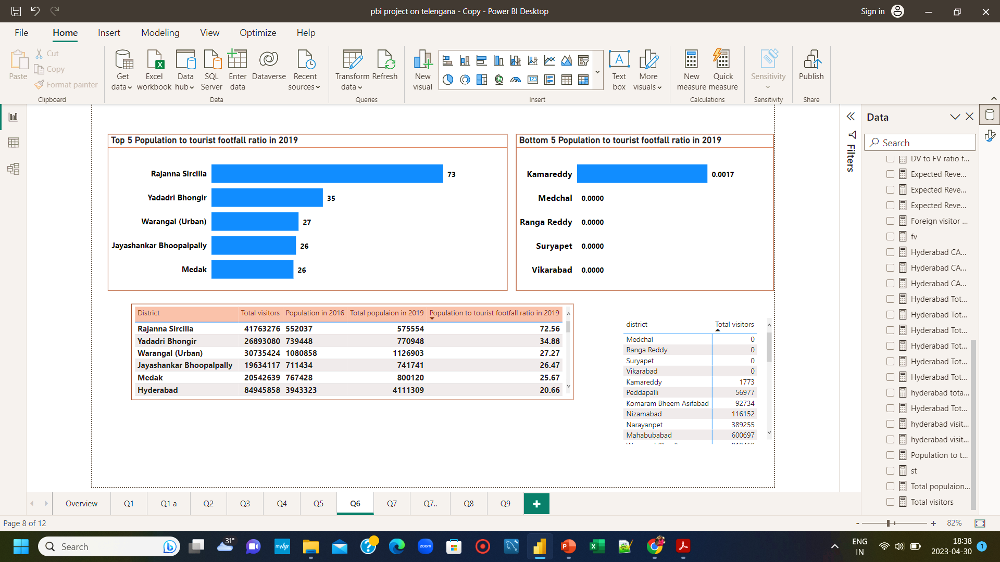 pbi project on telengana - Copy - Power BI Desktop
Sign in
File Home Insert Modeling View Optimize Help
Paste
Cut
Copy
Format painter
Clipboard
Get data
Excel workbook
Data hub
SQL Server
Enter data
Dataverse
Recent sources
Data
Transform data
Refresh
Queries
New visual
123
A
Text box
More visuals
Insert
New measure
Quick measure
Calculations
Sensitivity
Sensitivity
Publish
Share
Top 5 Population to tourist footfall ratio in 2019
Rajanna Sircilla 73
Yadadri Bhongir 35
Warangal (Urban) 27
Jayashankar Bhoopalpally 26
Medak 26
Bottom 5 Population to tourist footfall ratio in 2019
Kamareddy 0.0017
Medchal 0.0000
Ranga Reddy 0.0000
Suryapet 0.0000
Vikarabad 0.0000
District Total visitors Population in 2016 Total populaion in 2019 Population to tourist footfall ratio in 2019
Rajanna Sircilla 41763276 552037 575554 72.56
Yadadri Bhongir 26893080 739448 770948 34.88
Warangal (Urban) 30735424 1080858 1126903 27.27
Jayashankar Bhoopalpally 19634117 711434 741741 26.47
Medak 20542639 767428 800120 25.67
Hyderabad 84945858 3943323 4111309 20.66
district Total visitors
Medchal 0
Ranga Reddy 0
Suryapet 0
Vikarabad 0
Kamareddy 1773
Peddapalli 56977
Komaram Bheem Asifabad 92734
Nizamabad 116152
Narayanpet 389255
Mahabubabad 600697
Filters
Data
Search
DV to FV ratio f...
Expected Reve...
Expected Reve...
Expected Reve...
Foreign visitor ...
fv
Hyderabad CA...
Hyderabad CA...
Hyderabad CA...
Hyderabad Tot...
Hyderabad Tot...
Hyderabad Tot...
Hyderabad Tot...
Hyderabad Tot...
Hyderabad Tot...
hyderabad tota...
Hyderabad Tot...
hyderabad visit...
hyderabad visit...
Population to t...
st
Total populaion...
Total visitors
Overview Q1 Q1 a Q2 Q3 Q4 Q5 Q6 Q7 Q7.. Q8 Q9 +
Page 8 of 12
- + 82%
Search
31°
myhp
zoom
ENG
IN
18:38
2023-04-30
1